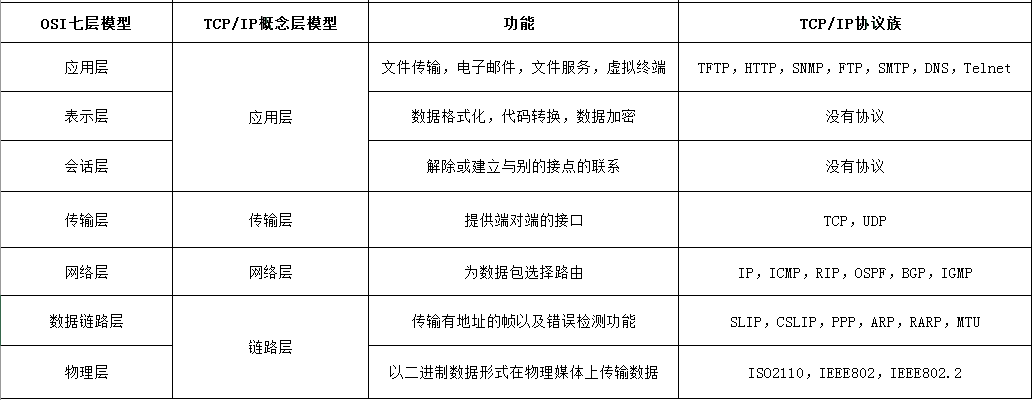 OSI七层模型 TCP/IP概念层模型 功能 TCP/IP协议族
应用层 文件传输，电子邮件，文件服务，虚拟终端 TFTP，HTTP，SNMP，FTP，SMTP，DNS，Telnet
表示层 应用层 数据格式化，代码转换，数据加密 没有协议
会话层 解除或建立与别的接点的联系 没有协议
传输层 传输层 提供端对端的接口 TCP，UDP
网络层 网络层 为数据包选择路由 IP，ICMP，RIP，OSPF，BGP，IGMP
数据链路层 传输有地址的帧以及错误检测功能 SLIP，CSLIP，PPP，ARP，RARP，MTU
链路层
物理层 以二进制数据形式在物理媒体上传输数据 ISO2110，IEEE802，IEEE802.2